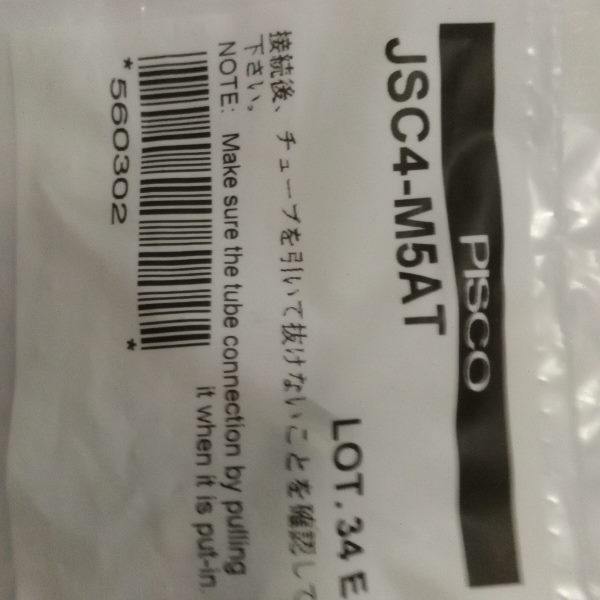 PISCO
JSC4-M5AT
LOT. 34 E
接続後、チューブを引いて抜けないことを確認して
下さい。
NOTE: Make sure the tube connection by pulling
it when it is put-in.
*560302*